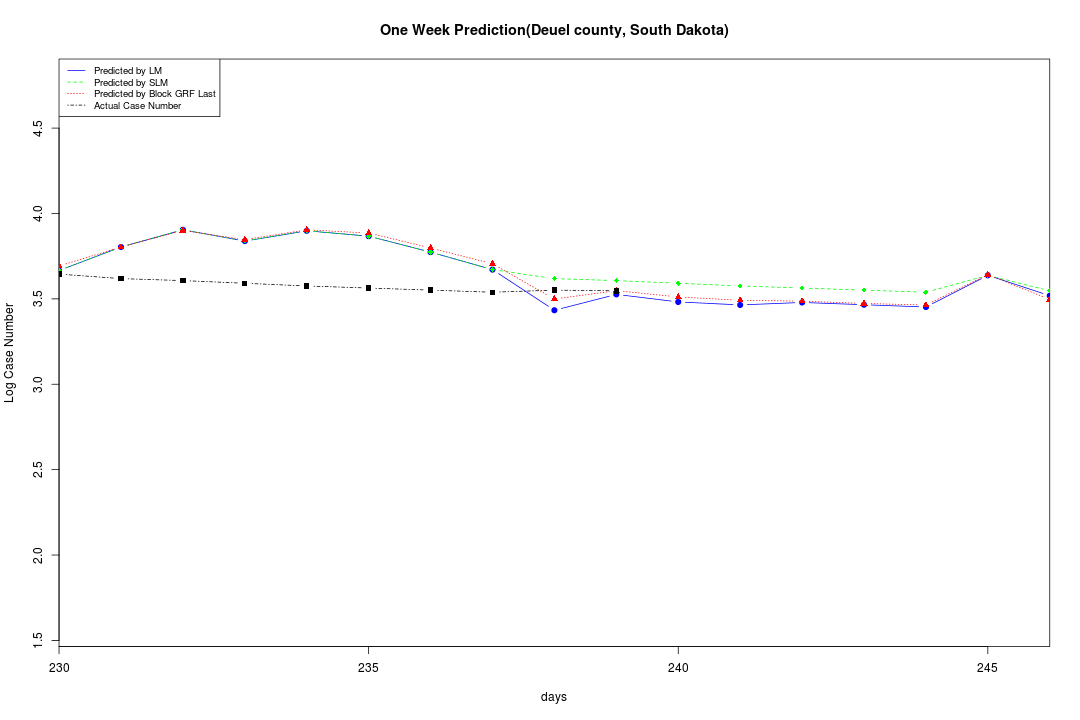 One Week Prediction(Deuel county, South Dakota)
Predicted by LM
Predicted by SLM
Predicted by Block GRF Last
Actual Case Number
4.5
4.0
3.5
3.0
2.5
2.0
1.5
Log Case Number
230 235 240 245
days